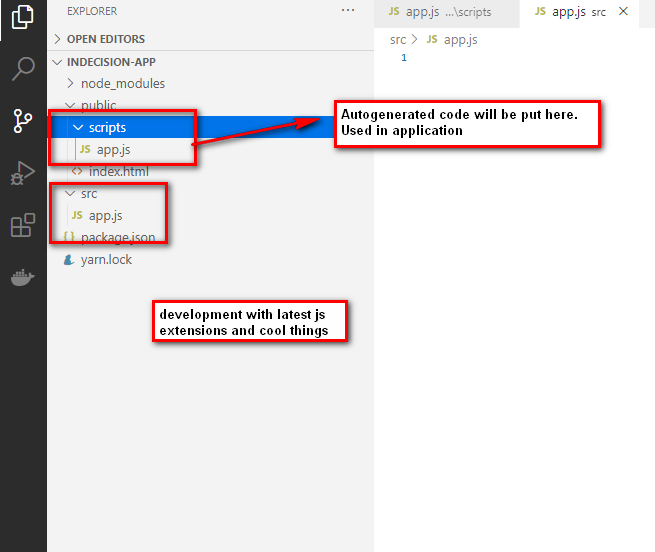 EXPLORER
OPEN EDITORS
INDECISION-APP
node_modules
public
scripts
JS app.js
<> index.html
src
JS app.js
{ } package.json
yarn.lock
JS app.js ...\scripts
JS app.js src
src > JS app.js
1
Autogenerated code will be put here.
Used in application
development with latest js
extensions and cool things